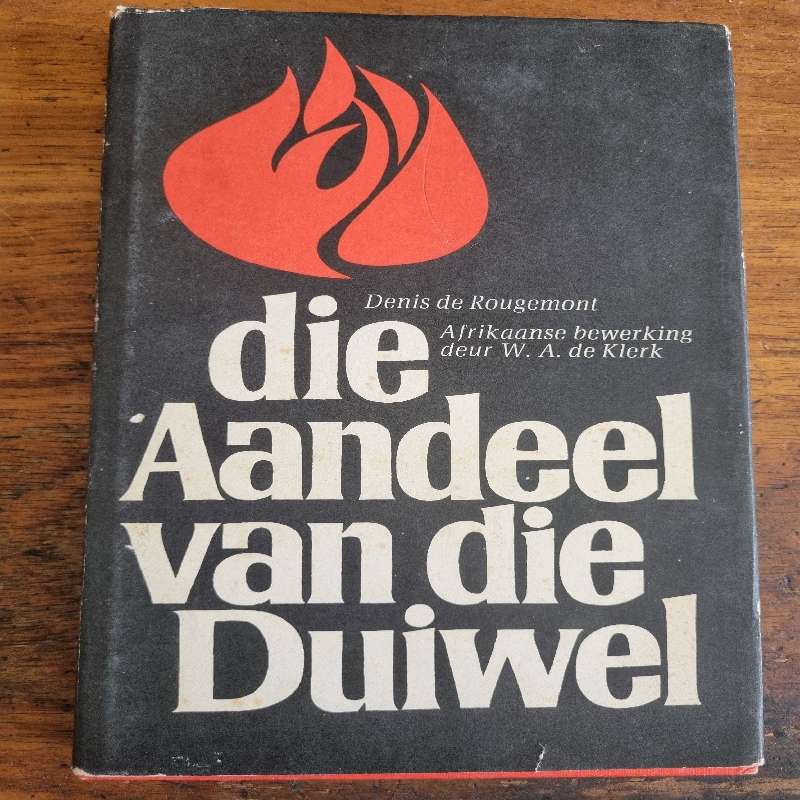 Denis de Rougemont
Afrikaanse bewerking
deur W. A. de Klerk
die
Aandeel
van die
Duiwel